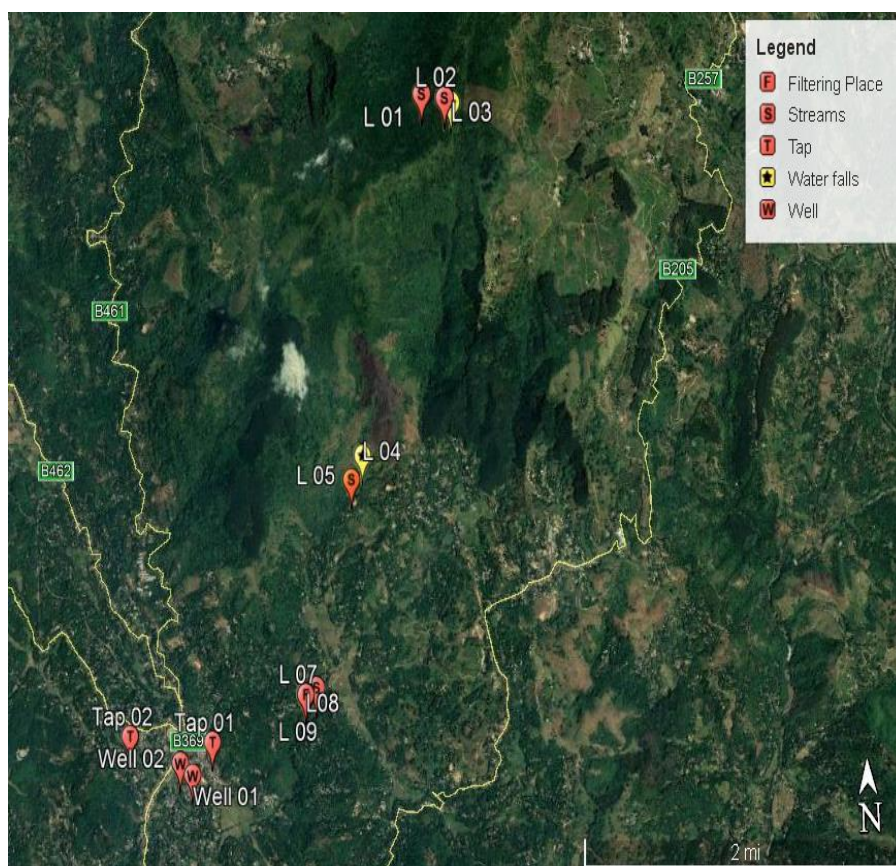 Legend
F Filtering Place
S Streams
T Tap
Water falls
W Well
B257
L 02
S S
L 01
L 03
B205
B461
L 04
L 05
S
B462
L 07
S
F
L08
L 09
Tap 02
Tap 01
T
B369
T
Well 02
W
W
Well 01
N
2 mi